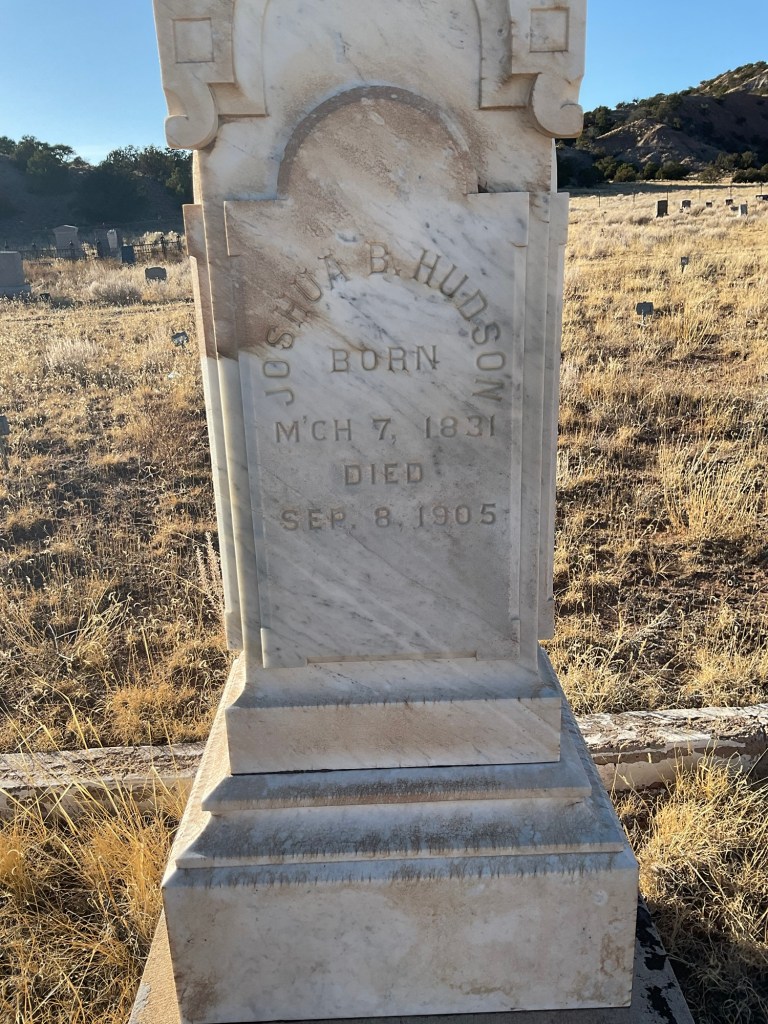 JOSHUA B. HUDSON
BORN
M'CH 7, 1831
DIED
SEP. 8, 1905